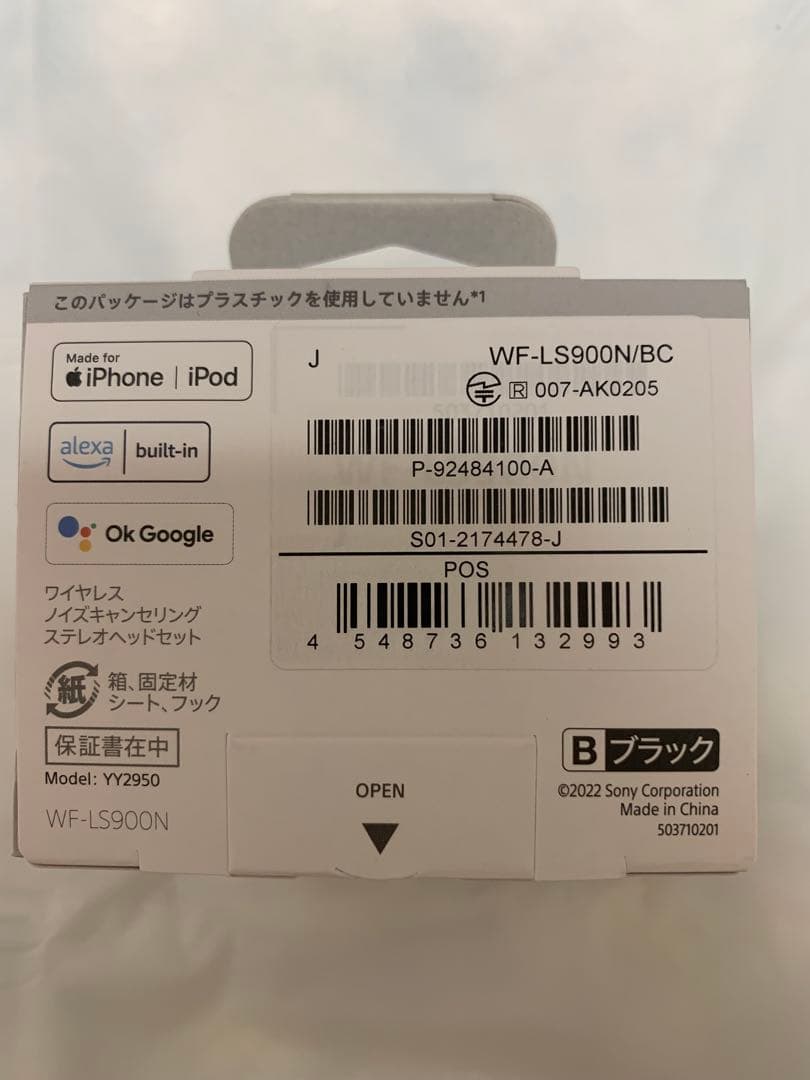 このパッケージはプラスチックを使用していません*1
Made for
iPhone | iPod
alexa | built-in
Ok Google
ワイヤレス
ノイズキャンセリング
ステレオヘッドセット
紙 箱、固定材
シート、フック
保証書在中
Model: YY2950
WF-LS900N
J WF-LS900N/BC
R 007-AK0205
P-92484100-A
S01-2174478-J
POS
4 548736 132993
OPEN
B ブラック
©2022 Sony Corporation
Made in China
503710201